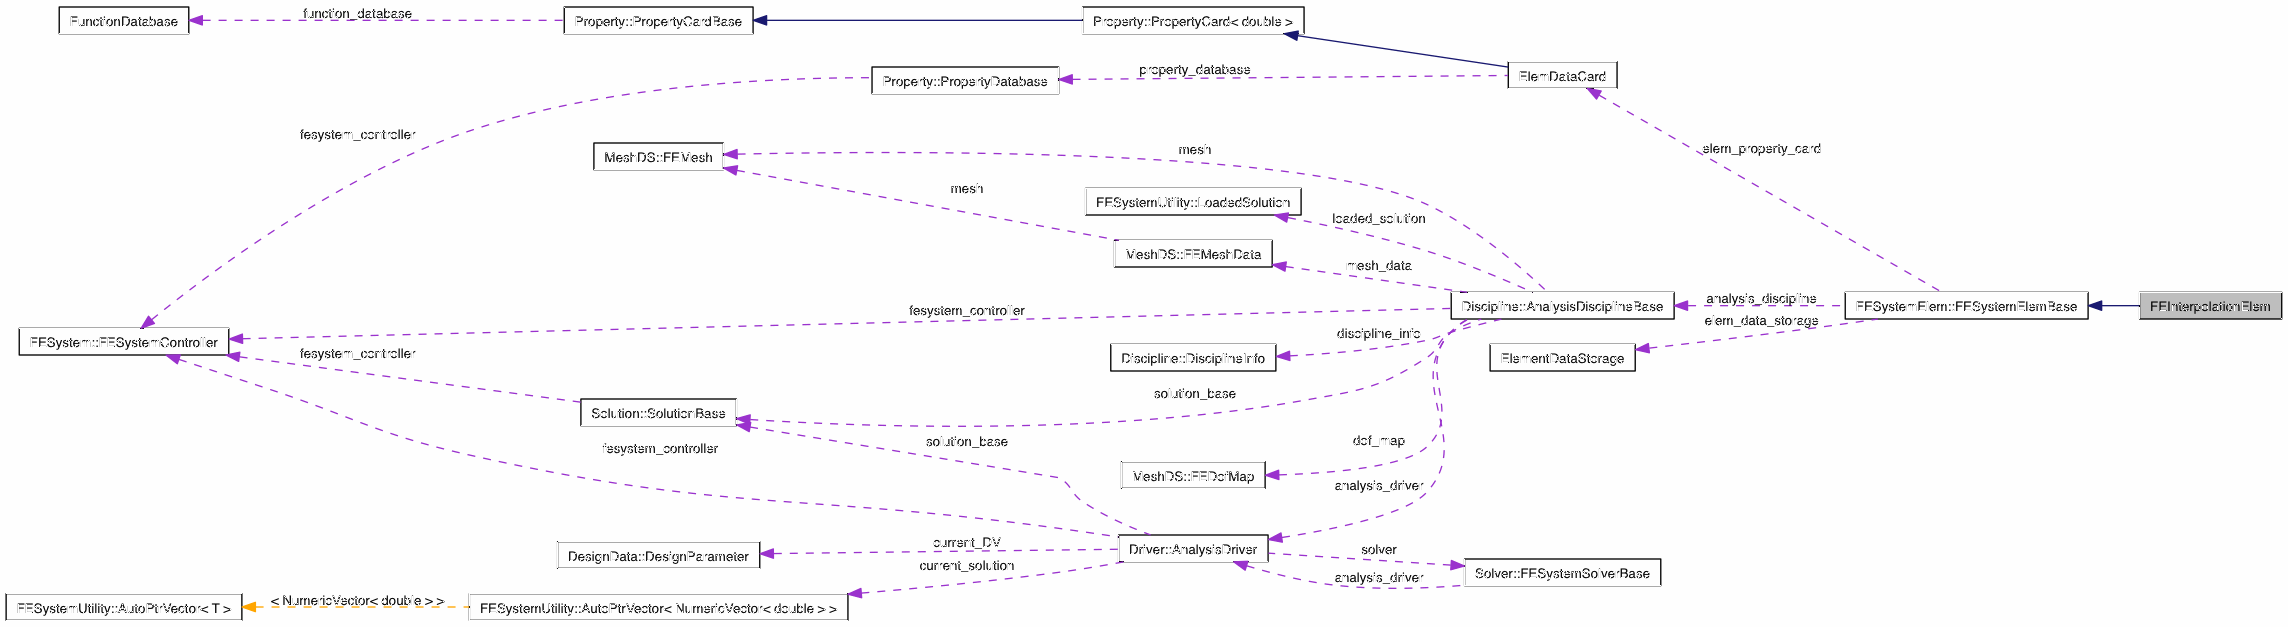 FunctionDatabase
function_database
Property::PropertyCardBase
Property::PropertyCard< double >
Property::PropertyDatabase
property_database
ElemDataCard
fesystem_controller
MeshDS::FEMesh
mesh
elem_property_card
mesh
FESystemUtility::LoadedSolution
loaded_solution
MeshDS::FEMeshData
mesh_data
fesystem_controller
Discipline::AnalysisDisciplineBase
analysis_discipline
FESystemElem::FESystemElemBase
FEInterpolationElem
elem_data_storage
FESystem::FESystemController
fesystem_controller
Discipline::DisciplineInfo
discipline_info
ElementDataStorage
solution_base
Solution::SolutionBase
solution_base
dof_map
fesystem_controller
MeshDS::FEDofMap
analysis_driver
DesignData::DesignParameter
current_DV
Driver::AnalysisDriver
solver
current_solution
analysis_driver
Solver::FESystemSolverBase
FESystemUtility::AutoPtrVector< T >
< NumericVector< double > >
FESystemUtility::AutoPtrVector< NumericVector< double > >